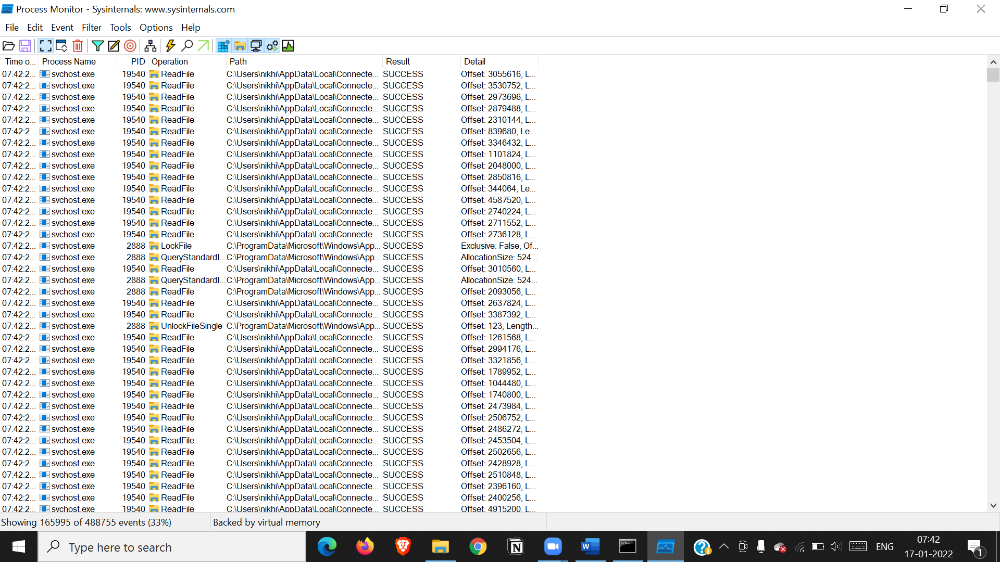 Process Monitor - Sysinternals: www.sysinternals.com
File Edit Event Filter Tools Options Help
Time o... Process Name PID Operation Path Result Detail
07:42:2... svchost.exe 19540 ReadFile C:\Users\nikhi\AppData\Local\Connecte... SUCCESS Offset: 3055616, L...
07:42:2... svchost.exe 19540 ReadFile C:\Users\nikhi\AppData\Local\Connecte... SUCCESS Offset: 3530752, L...
07:42:2... svchost.exe 19540 ReadFile C:\Users\nikhi\AppData\Local\Connecte... SUCCESS Offset: 2973696, L...
07:42:2... svchost.exe 19540 ReadFile C:\Users\nikhi\AppData\Local\Connecte... SUCCESS Offset: 2879488, L...
07:42:2... svchost.exe 19540 ReadFile C:\Users\nikhi\AppData\Local\Connecte... SUCCESS Offset: 2310144, L...
07:42:2... svchost.exe 19540 ReadFile C:\Users\nikhi\AppData\Local\Connecte... SUCCESS Offset: 839680, Le...
07:42:2... svchost.exe 19540 ReadFile C:\Users\nikhi\AppData\Local\Connecte... SUCCESS Offset: 3346432, L...
07:42:2... svchost.exe 19540 ReadFile C:\Users\nikhi\AppData\Local\Connecte... SUCCESS Offset: 1101824, L...
07:42:2... svchost.exe 19540 ReadFile C:\Users\nikhi\AppData\Local\Connecte... SUCCESS Offset: 2048000, L...
07:42:2... svchost.exe 19540 ReadFile C:\Users\nikhi\AppData\Local\Connecte... SUCCESS Offset: 2850816, L...
07:42:2... svchost.exe 19540 ReadFile C:\Users\nikhi\AppData\Local\Connecte... SUCCESS Offset: 344064, Le...
07:42:2... svchost.exe 19540 ReadFile C:\Users\nikhi\AppData\Local\Connecte... SUCCESS Offset: 4587520, L...
07:42:2... svchost.exe 19540 ReadFile C:\Users\nikhi\AppData\Local\Connecte... SUCCESS Offset: 2740224, L...
07:42:2... svchost.exe 19540 ReadFile C:\Users\nikhi\AppData\Local\Connecte... SUCCESS Offset: 2711552, L...
07:42:2... svchost.exe 19540 ReadFile C:\Users\nikhi\AppData\Local\Connecte... SUCCESS Offset: 2736128, L...
07:42:2... svchost.exe 2888 LockFile C:\ProgramData\Microsoft\Windows\App... SUCCESS Exclusive: False, Of...
07:42:2... svchost.exe 2888 QueryStandardI... C:\ProgramData\Microsoft\Windows\App... SUCCESS AllocationSize: 524...
07:42:2... svchost.exe 19540 ReadFile C:\Users\nikhi\AppData\Local\Connecte... SUCCESS Offset: 3010560, L...
07:42:2... svchost.exe 2888 QueryStandardI... C:\ProgramData\Microsoft\Windows\App... SUCCESS AllocationSize: 524...
07:42:2... svchost.exe 2888 ReadFile C:\ProgramData\Microsoft\Windows\App... SUCCESS Offset: 2093056, L...
07:42:2... svchost.exe 19540 ReadFile C:\Users\nikhi\AppData\Local\Connecte... SUCCESS Offset: 2637824, L...
07:42:2... svchost.exe 19540 ReadFile C:\Users\nikhi\AppData\Local\Connecte... SUCCESS Offset: 3387392, L...
07:42:2... svchost.exe 2888 UnlockFileSingle C:\ProgramData\Microsoft\Windows\App... SUCCESS Offset: 123, Length...
07:42:2... svchost.exe 19540 ReadFile C:\Users\nikhi\AppData\Local\Connecte... SUCCESS Offset: 1261568, L...
07:42:2... svchost.exe 19540 ReadFile C:\Users\nikhi\AppData\Local\Connecte... SUCCESS Offset: 2994176, L...
07:42:2... svchost.exe 19540 ReadFile C:\Users\nikhi\AppData\Local\Connecte... SUCCESS Offset: 3321856, L...
07:42:2... svchost.exe 19540 ReadFile C:\Users\nikhi\AppData\Local\Connecte... SUCCESS Offset: 1789952, L...
07:42:2... svchost.exe 19540 ReadFile C:\Users\nikhi\AppData\Local\Connecte... SUCCESS Offset: 1044480, L...
07:42:2... svchost.exe 19540 ReadFile C:\Users\nikhi\AppData\Local\Connecte... SUCCESS Offset: 1740800, L...
07:42:2... svchost.exe 19540 ReadFile C:\Users\nikhi\AppData\Local\Connecte... SUCCESS Offset: 2473984, L...
07:42:2... svchost.exe 19540 ReadFile C:\Users\nikhi\AppData\Local\Connecte... SUCCESS Offset: 2506752, L...
07:42:2... svchost.exe 19540 ReadFile C:\Users\nikhi\AppData\Local\Connecte... SUCCESS Offset: 2486272, L...
07:42:2... svchost.exe 19540 ReadFile C:\Users\nikhi\AppData\Local\Connecte... SUCCESS Offset: 2453504, L...
07:42:2... svchost.exe 19540 ReadFile C:\Users\nikhi\AppData\Local\Connecte... SUCCESS Offset: 2502656, L...
07:42:2... svchost.exe 19540 ReadFile C:\Users\nikhi\AppData\Local\Connecte... SUCCESS Offset: 2428928, L...
07:42:2... svchost.exe 19540 ReadFile C:\Users\nikhi\AppData\Local\Connecte... SUCCESS Offset: 2510848, L...
07:42:2... svchost.exe 19540 ReadFile C:\Users\nikhi\AppData\Local\Connecte... SUCCESS Offset: 2396160, L...
07:42:2... svchost.exe 19540 ReadFile C:\Users\nikhi\AppData\Local\Connecte... SUCCESS Offset: 2400256, L...
07:42:2... svchost.exe 19540 ReadFile C:\Users\nikhi\AppData\Local\Connecte... SUCCESS Offset: 4915200, L...
Showing 165995 of 488755 events (33%) Backed by virtual memory
Type here to search
ENG
07:42
17-01-2022
1